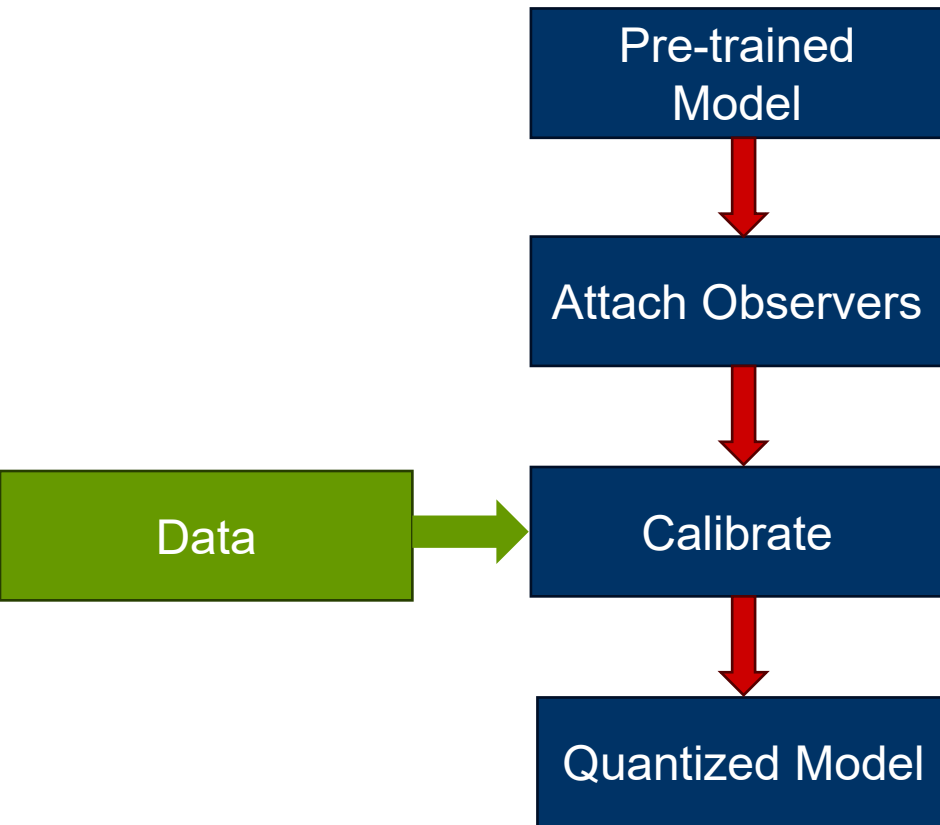 Pre-trained
Model
Attach Observers
Data
Calibrate
Quantized Model